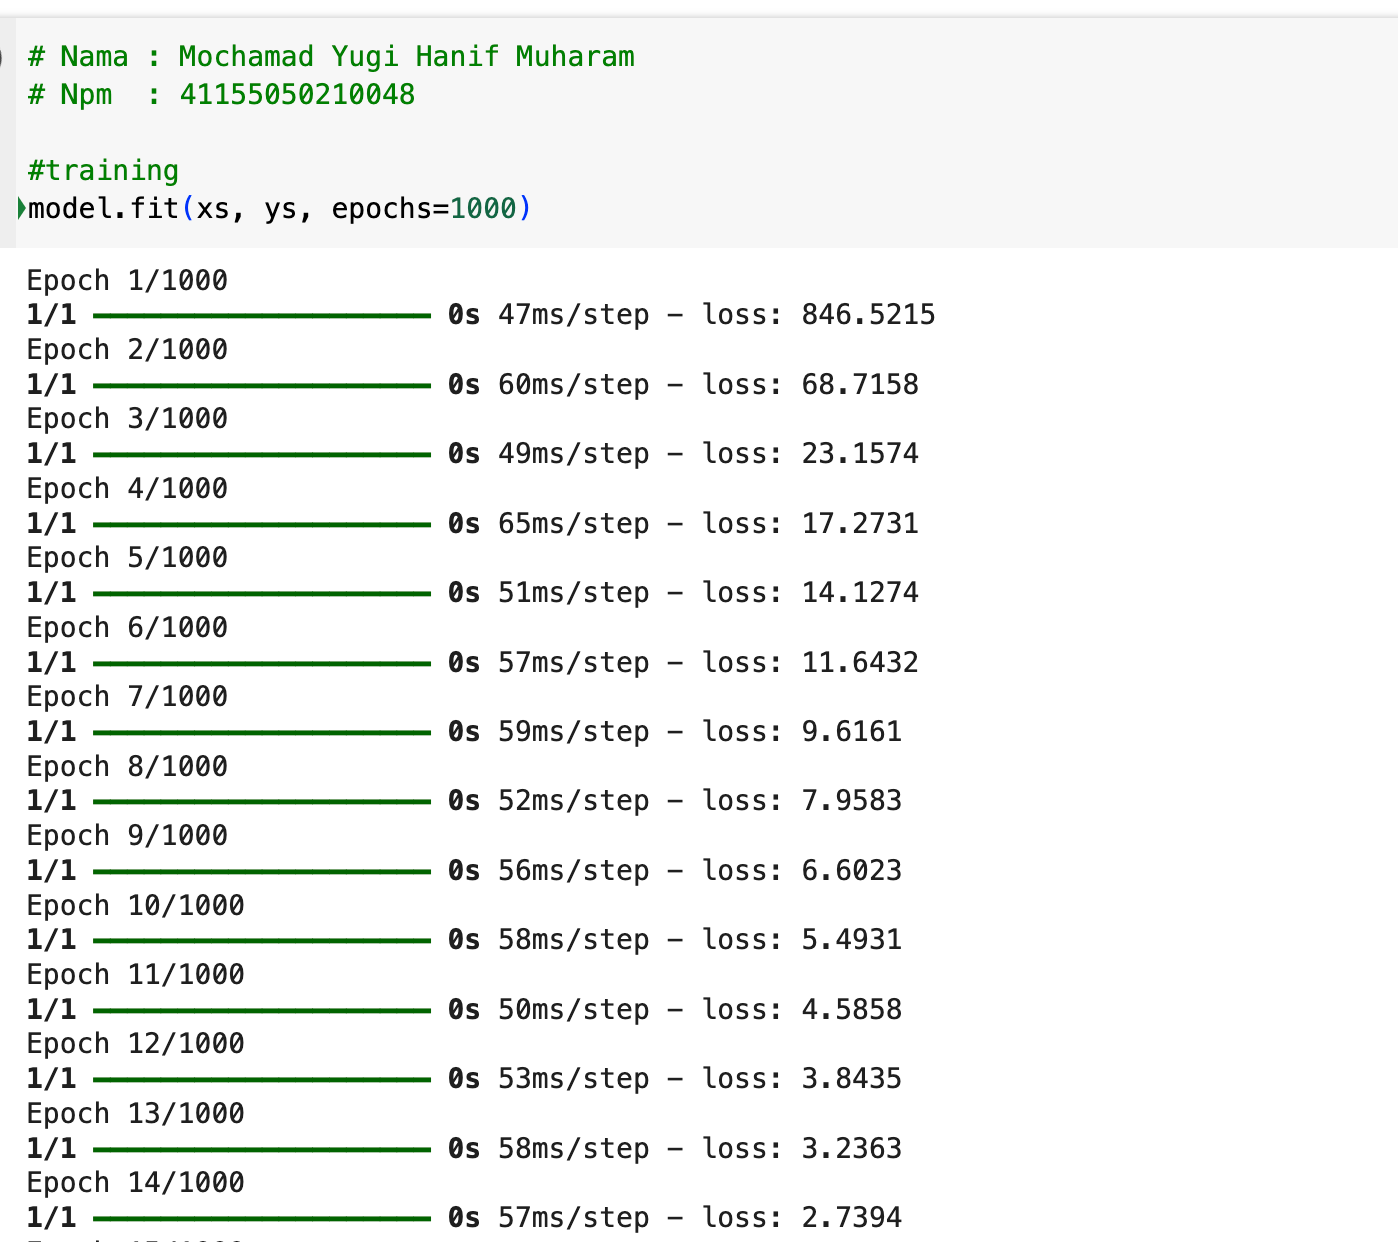 # Nama : Mochamad Yugi Hanif Muharam
# Npm  : 41155050210048
#training
model.fit(xs, ys, epochs=1000)
Epoch 1/1000
1/1 ━━━━━━━━━━━━━━━━━━━━ 0s 47ms/step - loss: 846.5215
Epoch 2/1000
1/1 ━━━━━━━━━━━━━━━━━━━━ 0s 60ms/step - loss: 68.7158
Epoch 3/1000
1/1 ━━━━━━━━━━━━━━━━━━━━ 0s 49ms/step - loss: 23.1574
Epoch 4/1000
1/1 ━━━━━━━━━━━━━━━━━━━━ 0s 65ms/step - loss: 17.2731
Epoch 5/1000
1/1 ━━━━━━━━━━━━━━━━━━━━ 0s 51ms/step - loss: 14.1274
Epoch 6/1000
1/1 ━━━━━━━━━━━━━━━━━━━━ 0s 57ms/step - loss: 11.6432
Epoch 7/1000
1/1 ━━━━━━━━━━━━━━━━━━━━ 0s 59ms/step - loss: 9.6161
Epoch 8/1000
1/1 ━━━━━━━━━━━━━━━━━━━━ 0s 52ms/step - loss: 7.9583
Epoch 9/1000
1/1 ━━━━━━━━━━━━━━━━━━━━ 0s 56ms/step - loss: 6.6023
Epoch 10/1000
1/1 ━━━━━━━━━━━━━━━━━━━━ 0s 58ms/step - loss: 5.4931
Epoch 11/1000
1/1 ━━━━━━━━━━━━━━━━━━━━ 0s 50ms/step - loss: 4.5858
Epoch 12/1000
1/1 ━━━━━━━━━━━━━━━━━━━━ 0s 53ms/step - loss: 3.8435
Epoch 13/1000
1/1 ━━━━━━━━━━━━━━━━━━━━ 0s 58ms/step - loss: 3.2363
Epoch 14/1000
1/1 ━━━━━━━━━━━━━━━━━━━━ 0s 57ms/step - loss: 2.7394